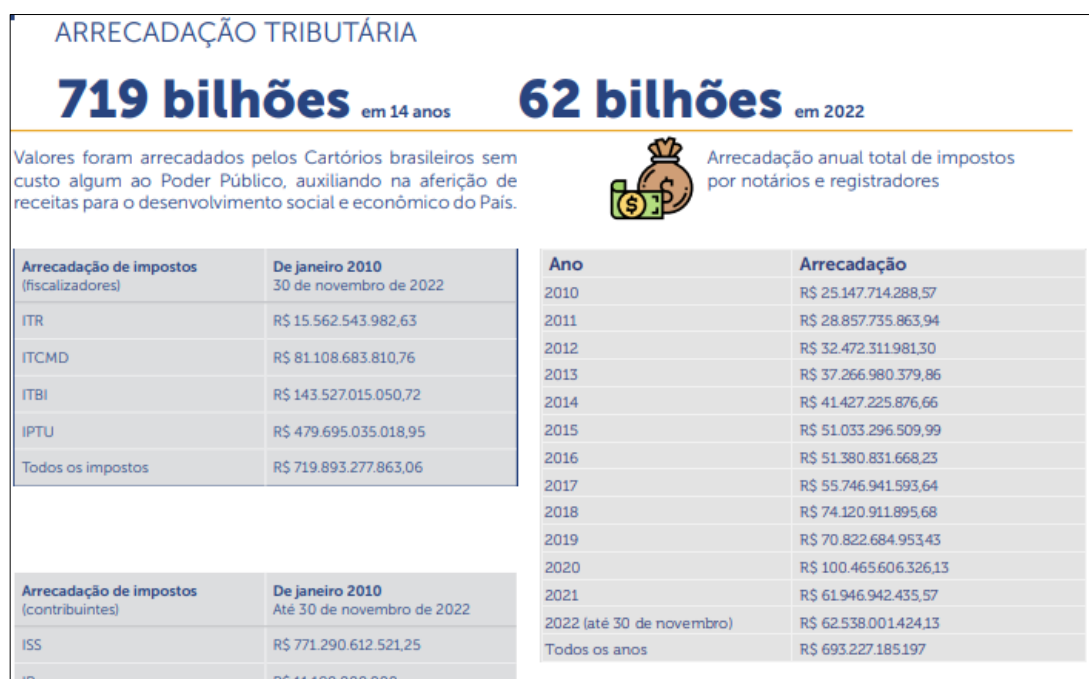 ARRECADAÇÃO TRIBUTÁRIA
719 bilhões em 14 anos
62 bilhões em 2022
Valores foram arrecadados pelos Cartórios brasileiros sem
custo algum ao Poder Público, auxiliando na aferição de
receitas para o desenvolvimento social e econômico do País.
Arrecadação anual total de impostos
por notários e registradores
Arrecadação de impostos
(fiscalizadores)
De janeiro 2010
30 de novembro de 2022
ITR R$ 15.562.543.982,63
ITCMD R$ 81.108.683.810,76
ITBI R$ 143.527.015.050,72
IPTU R$ 479.695.035.018,95
Todos os impostos R$ 719.893.277.863,06
Arrecadação de impostos
(contribuintes)
De janeiro 2010
Até 30 de novembro de 2022
ISS R$ 771.290.612.521,25
Ano Arrecadação
2010 R$ 25.147.714.288,57
2011 R$ 28.857.735.863,94
2012 R$ 32.472.311.981,30
2013 R$ 37.266.980.379,86
2014 R$ 41.427.225.876,66
2015 R$ 51.033.296.509,99
2016 R$ 51.380.831.668,23
2017 R$ 55.746.941.593,64
2018 R$ 74.120.911.895,68
2019 R$ 70.822.684.953,43
2020 R$ 100.465.606.326,13
2021 R$ 61.946.942.435,57
2022 (até 30 de novembro) R$ 62.538.001.424,13
Todos os anos R$ 693.227.185.197